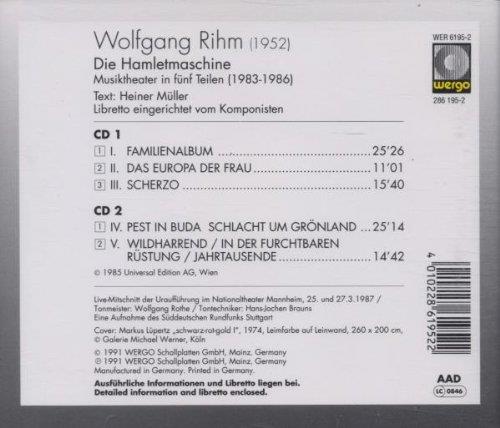 Wolfgang Rihm (1952)
WER 6195-2
wergo
286 195-2
Die Hamletmaschine
Musiktheater in fünf Teilen (1983-1986)
Text: Heiner Müller
Libretto eingerichtet vom Komponisten
CD 1
1 I. FAMILIENALBUM 25'26
2 II. DAS EUROPA DER FRAU 11'01
3 III. SCHERZO 15'40
CD 2
1 IV. PEST IN BUDA SCHLACHT UM GRÖNLAND 25'14
2 V. WILDHARREND / IN DER FURCHTBAREN
RÜSTUNG / JAHRTAUSENDE 14'42
© 1985 Universal Edition AG, Wien
Live-Mitschnitt der Uraufführung im Nationaltheater Mannheim, 25. und 27.3.1987 /
Tonmeister: Wolfgang Rothe / Tontechniker: Hans-Jochen Brauns
Eine Aufnahme des Süddeutschen Rundfunks Stuttgart
Cover: Markus Lüpertz „schwarz-rot-gold I“, 1974, Leimfarbe auf Leinwand, 260 x 200 cm,
© Galerie Michael Werner, Köln
© 1991 WERGO Schallplatten GmbH, Mainz, Germany
℗ 1991 WERGO Schallplatten GmbH, Mainz, Germany
Manufactured in Germany. Printed in Germany.
Ausführliche Informationen und Libretto liegen bei.
Detailed information and libretto enclosed.
4 010228 619522
AAD
LC 0846